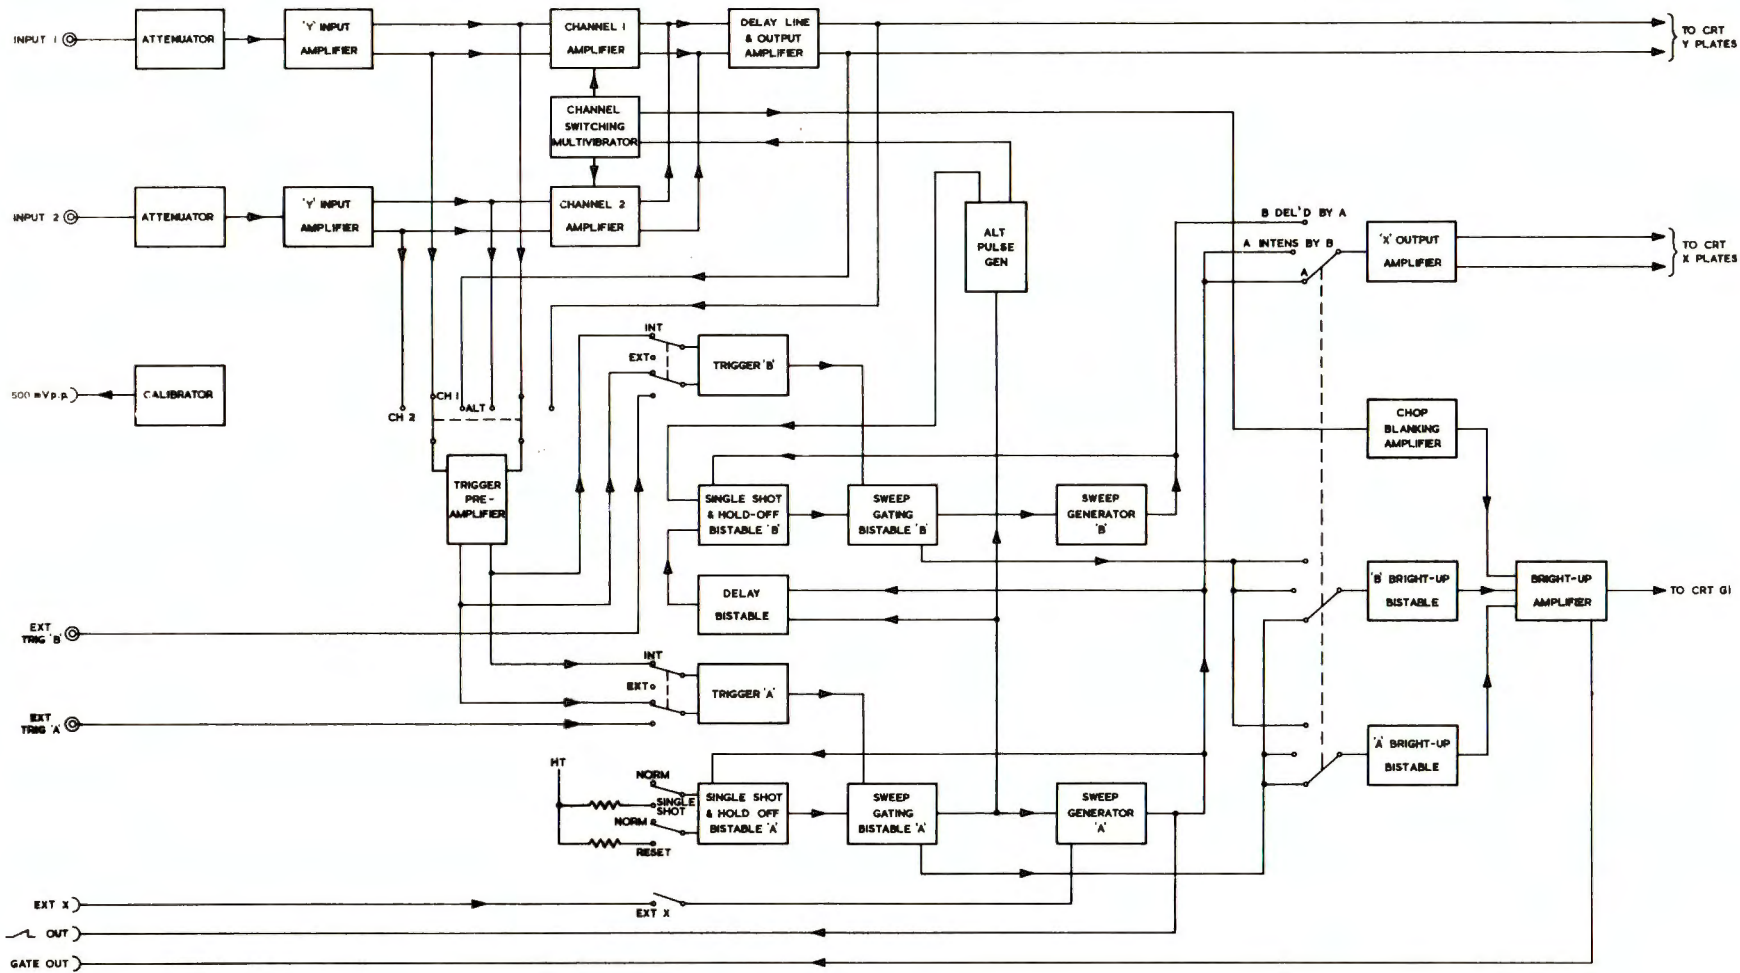 INPUT 1
ATTENUATOR
'Y' INPUT
AMPLIFIER
CHANNEL 1
AMPLIFIER
DELAY LINE
& OUTPUT
AMPLIFIER
TO CRT
Y PLATES
CHANNEL
SWITCHING
MULTIVIBRATOR
INPUT 2
ATTENUATOR
'Y' INPUT
AMPLIFIER
CHANNEL 2
AMPLIFIER
ALT
PULSE
GEN
B DEL'D BY A
A INTENS BY B
A
'X' OUTPUT
AMPLIFIER
TO CRT
X PLATES
500 mVp.p.
CALIBRATOR
CH 2
CH 1
ALT
INT
EXT
TRIGGER 'B'
CHOP
BLANKING
AMPLIFIER
TRIGGER
PRE-
AMPLIFIER
SINGLE SHOT
& HOLD-OFF
BISTABLE 'B'
SWEEP
GATING
BISTABLE 'B'
SWEEP
GENERATOR
'B'
DELAY
BISTABLE
'B' BRIGHT-UP
BISTABLE
BRIGHT-UP
AMPLIFIER
TO CRT G1
EXT
TRIG 'B'
INT
EXT
TRIGGER 'A'
EXT
TRIG 'A'
'A' BRIGHT-UP
BISTABLE
HT
NORM
SINGLE
SHOT
NORM
RESET
SINGLE SHOT
& HOLD OFF
BISTABLE 'A'
SWEEP
GATING
BISTABLE 'A'
SWEEP
GENERATOR
'A'
EXT X
EXT X
OUT
GATE OUT